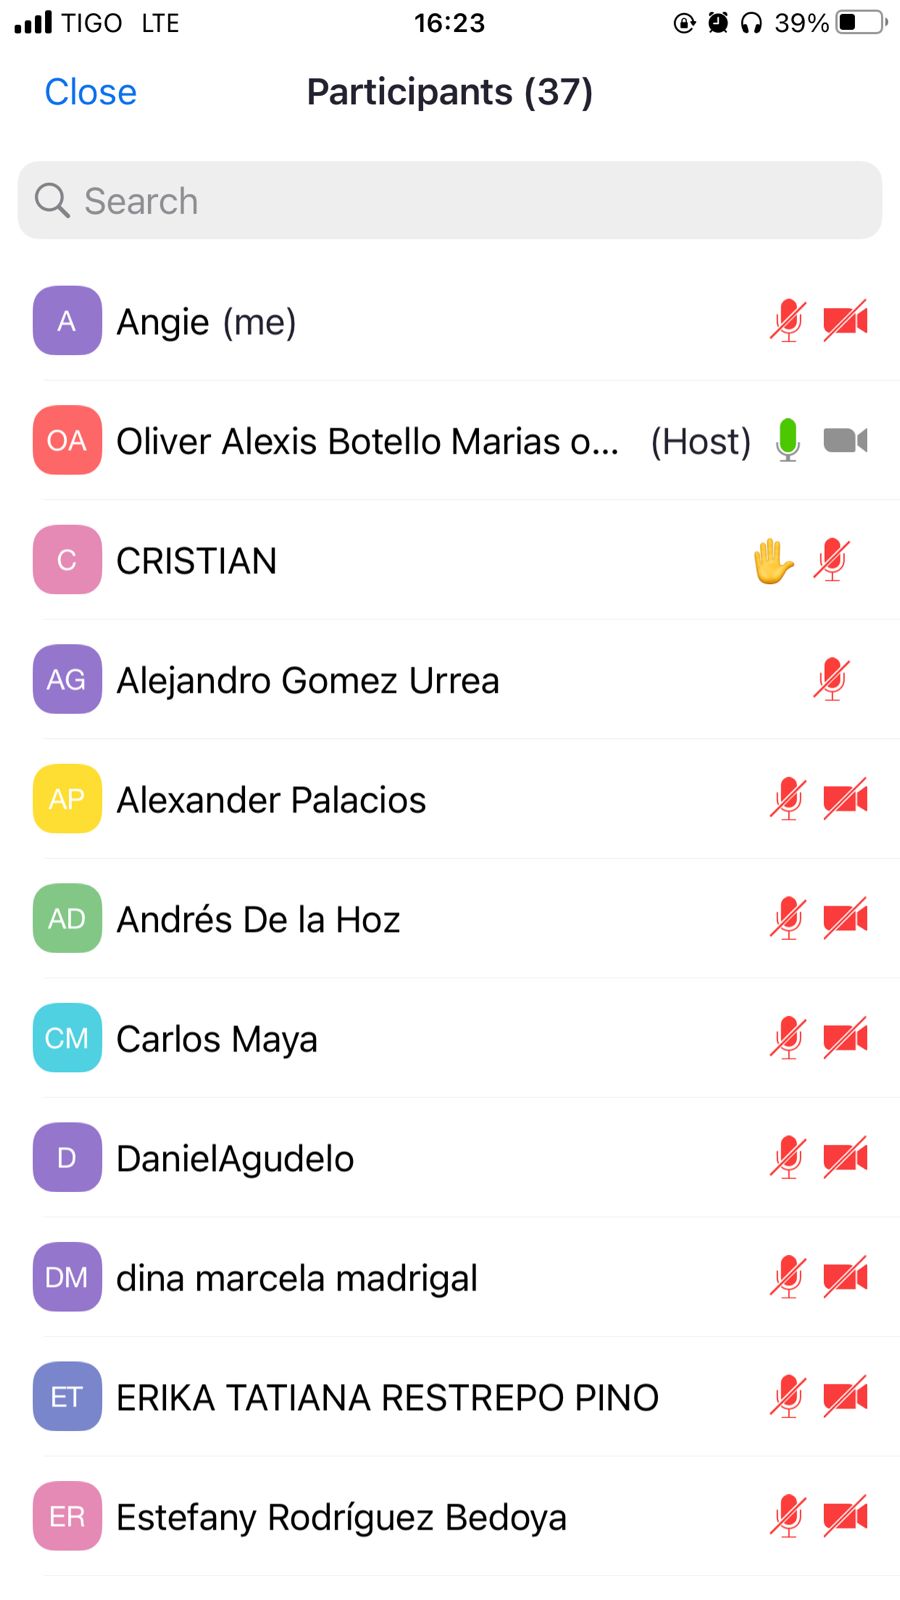 TIGO LTE 16:23 39%
Close Participants (37)
Search
A Angie (me)
OA Oliver Alexis Botello Marias o... (Host)
C CRISTIAN
AG Alejandro Gomez Urrea
AP Alexander Palacios
AD Andrés De la Hoz
CM Carlos Maya
D DanielAgudelo
DM dina marcela madrigal
ET ERIKA TATIANA RESTREPO PINO
ER Estefany Rodríguez Bedoya